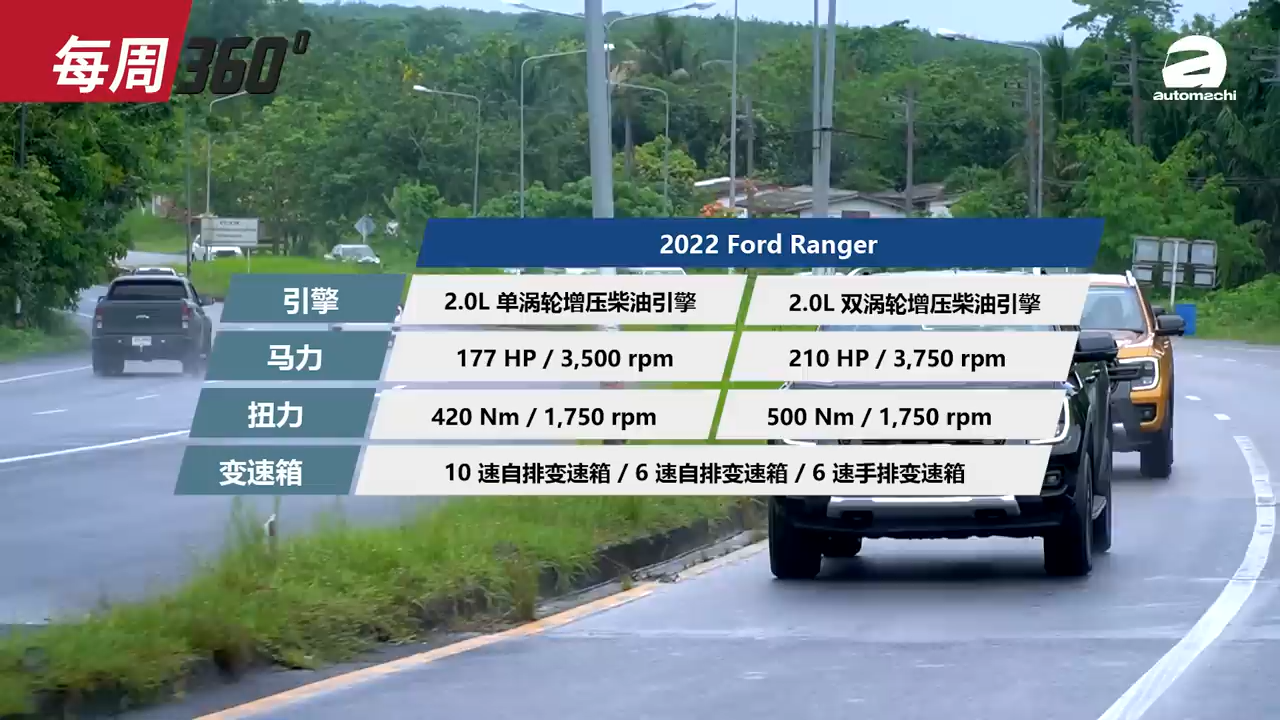 每周360°
automachi
2022 Ford Ranger
引擎 2.0L 单涡轮增压柴油引擎 2.0L 双涡轮增压柴油引擎
马力 177 HP / 3,500 rpm 210 HP / 3,750 rpm
扭力 420 Nm / 1,750 rpm 500 Nm / 1,750 rpm
变速箱 10 速自排变速箱 / 6 速自排变速箱 / 6 速手排变速箱